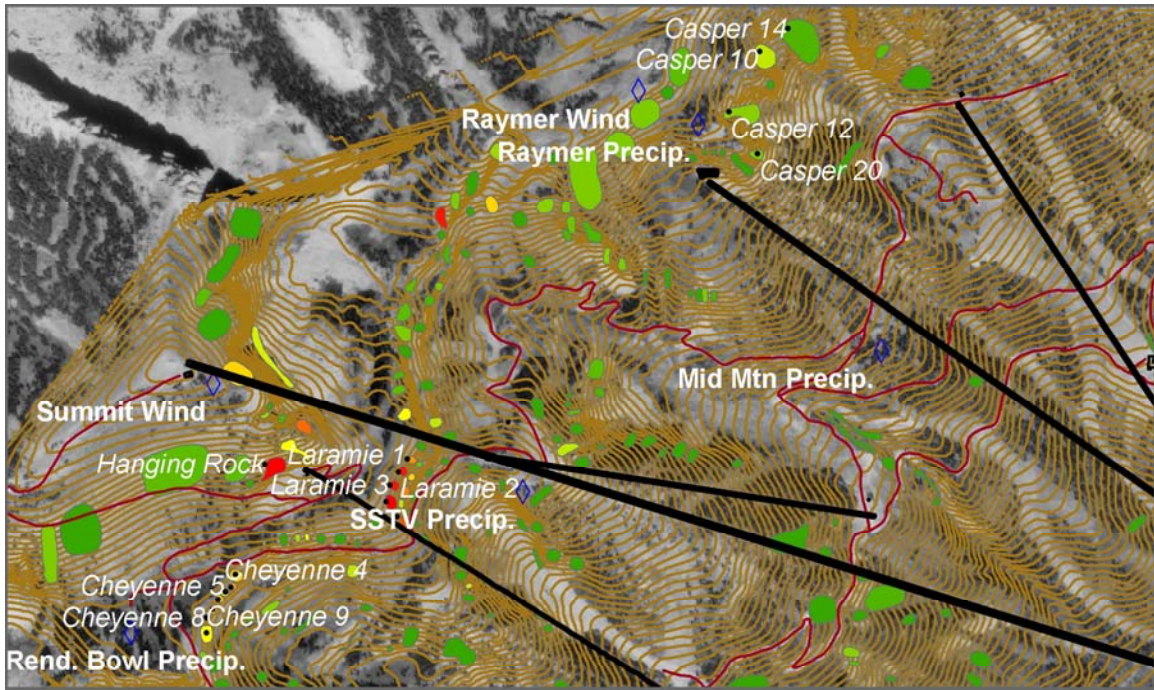 Casper 14
Casper 10
Raymer Wind
Casper 12
Raymer Precip.
Casper 20
Mid Mtn Precip.
Summit Wind
Hanging Rock
Laramie 1
Laramie 3
Laramie 2
SSTV Precip.
Cheyenne 4
Cheyenne 5
Cheyenne 8
Cheyenne 9
Rend. Bowl Precip.